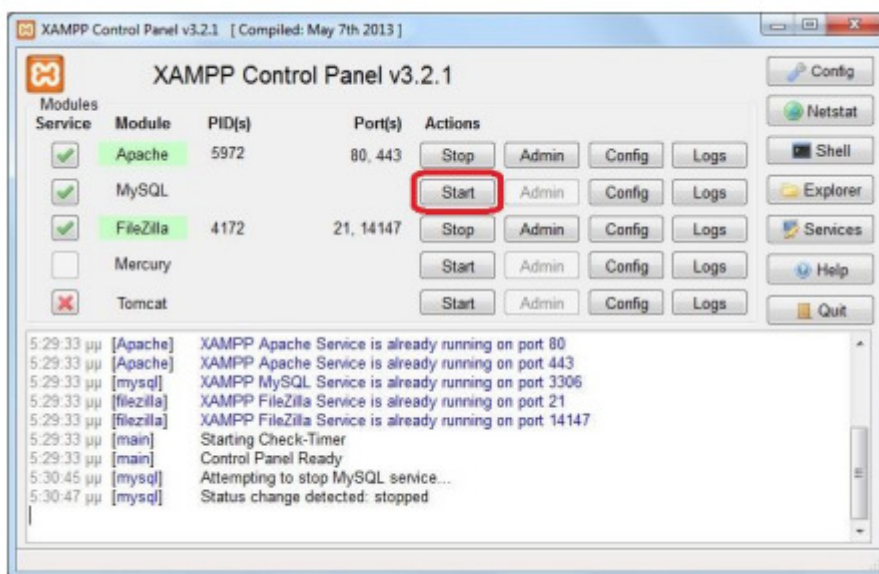 XAMPP Control Panel v3.2.1 [ Compiled: May 7th 2013 ]
XAMPP Control Panel v3.2.1
Config
Modules
Service Module PID(s) Port(s) Actions
Netstat
Apache 5972 80, 443 Stop Admin Config Logs
Shell
MySQL Start Admin Config Logs
Explorer
FileZilla 4172 21, 14147 Stop Admin Config Logs
Services
Mercury Start Admin Config Logs
Help
Tomcat Start Admin Config Logs
Quit
5:29:33 μμ [Apache] XAMPP Apache Service is already running on port 80
5:29:33 μμ [Apache] XAMPP Apache Service is already running on port 443
5:29:33 μμ [mysql] XAMPP MySQL Service is already running on port 3306
5:29:33 μμ [filezilla] XAMPP FileZilla Service is already running on port 21
5:29:33 μμ [filezilla] XAMPP FileZilla Service is already running on port 14147
5:29:33 μμ [main] Starting Check-Timer
5:29:33 μμ [main] Control Panel Ready
5:30:45 μμ [mysql] Attempting to stop MySQL service...
5:30:47 μμ [mysql] Status change detected: stopped